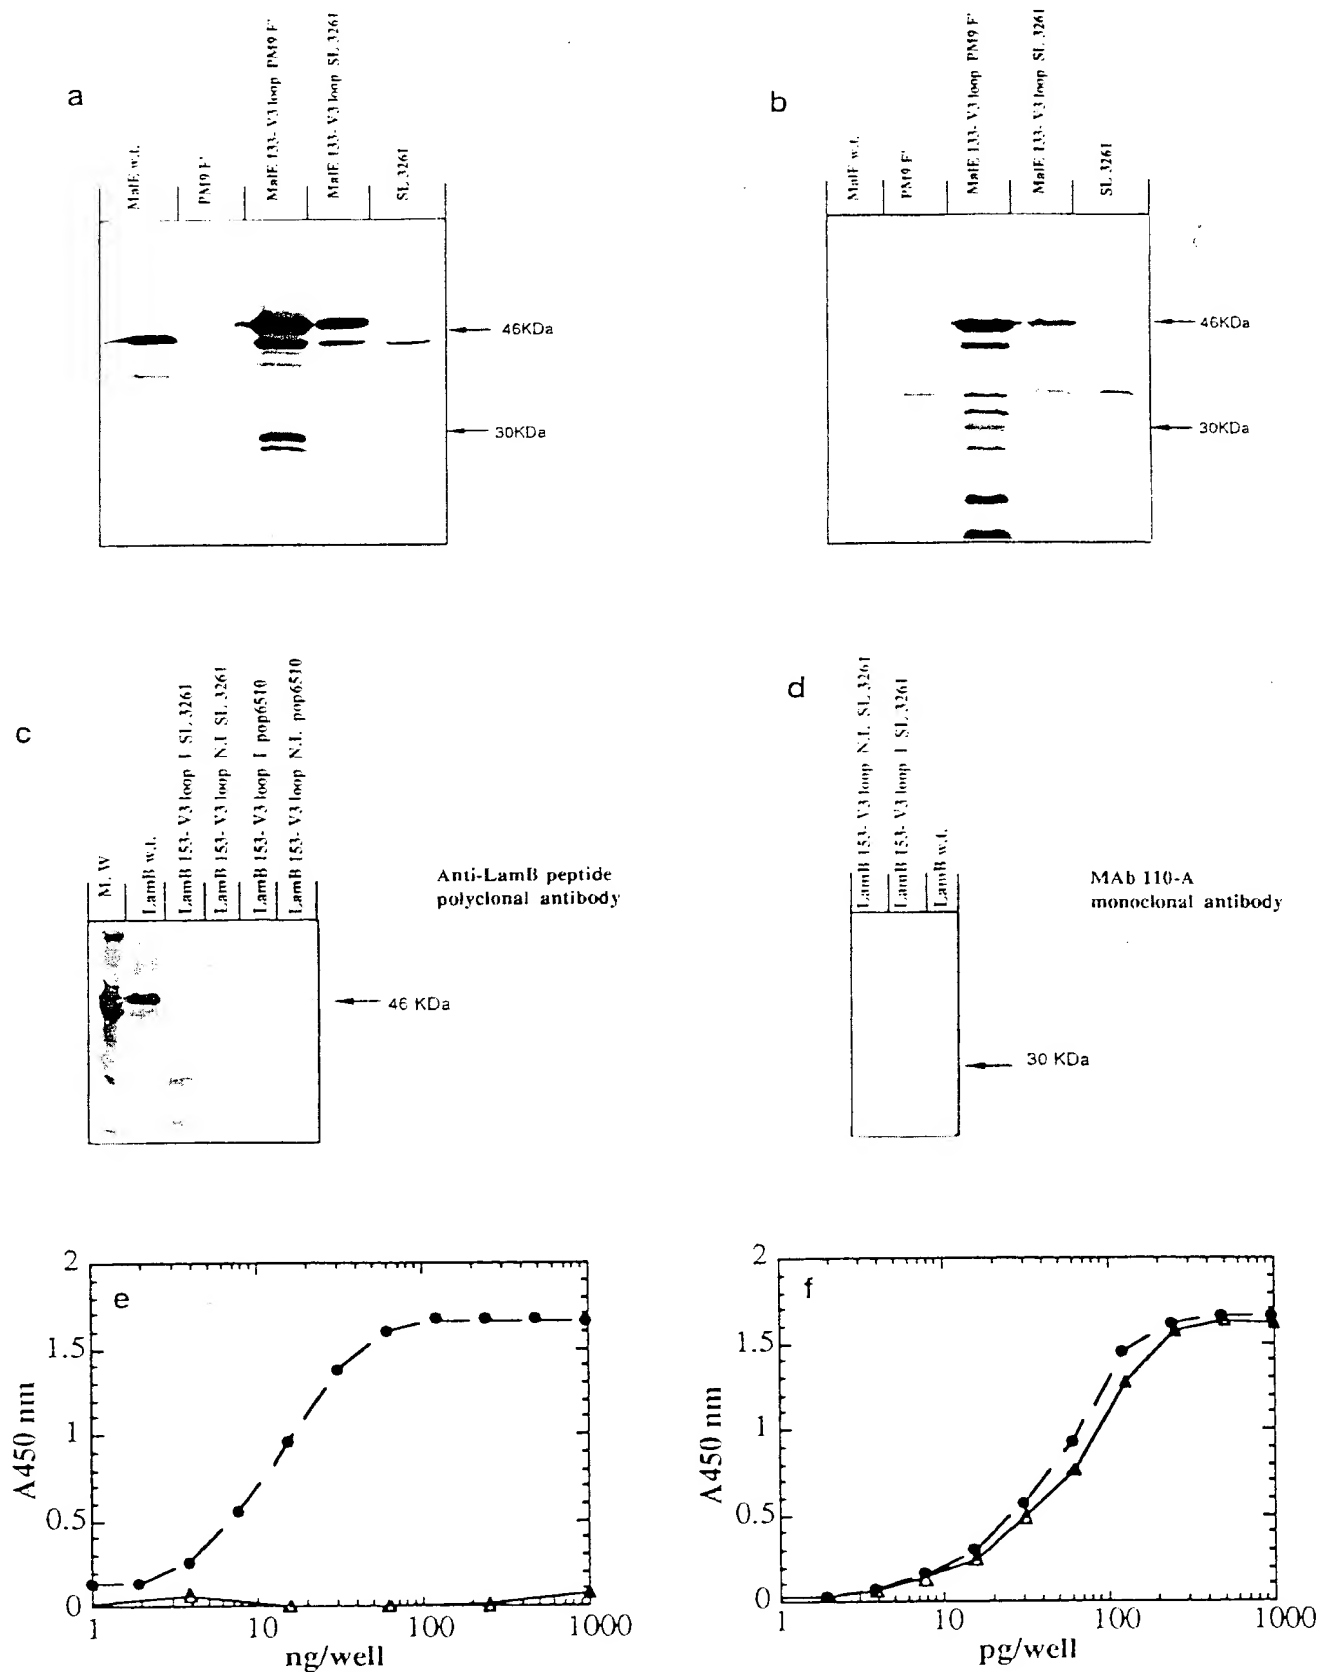 a
MalE w.t.
PM9 F'
MalE 133- V3 loop PM9 F'
MalE 133- V3 loop SL 3261
SL 3261
46KDa
30KDa
b
MalE w.t.
PM9 F'
MalE 133- V3 loop PM9 F'
MalE 133- V3 loop SL 3261
SL 3261
46KDa
30KDa
c
M. W
LamB w.t.
LamB 153- V3 loop I SL 3261
LamB 153- V3 loop N.I. SL 3261
LamB 153- V3 loop I pop6510
LamB 153- V3 loop N.I. pop6510
Anti-LamB peptide
polyclonal antibody
46 KDa
d
LamB 153- V3 loop N.I. SL 3261
LamB 153- V3 loop I SL 3261
LamB w.t.
MAb 110-A
monoclonal antibody
30 KDa
e
2
1.5
1
0.5
0
A450 nm
1 10 100 1000
ng/well
f
2
1.5
1
0.5
0
A450 nm
1 10 100 1000
pg/well